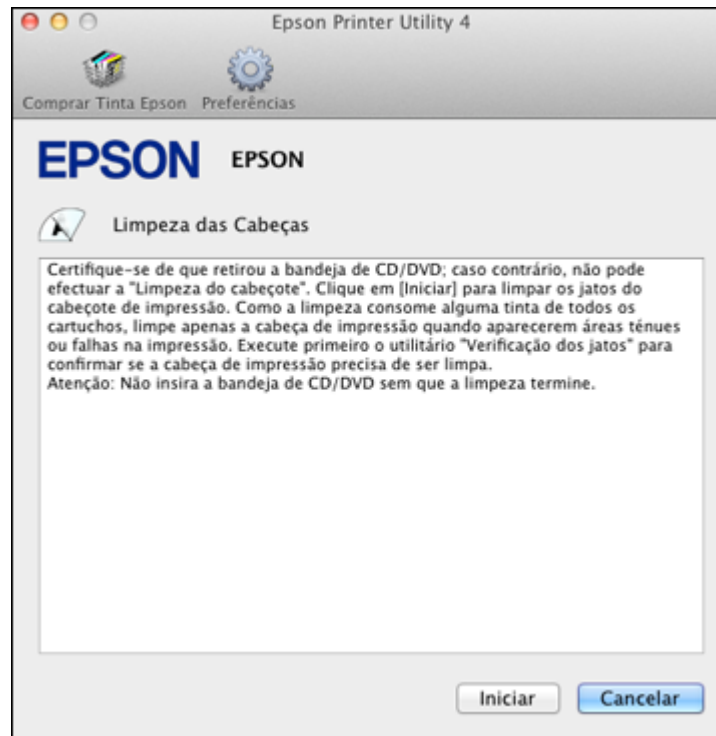 Epson Printer Utility 4
Comprar Tinta Epson Preferências
EPSON EPSON
Limpeza das Cabeças
Certifique-se de que retirou a bandeja de CD/DVD; caso contrário, não pode
efectuar a "Limpeza do cabeçote". Clique em [Iniciar] para limpar os jatos do
cabeçote de impressão. Como a limpeza consome alguma tinta de todos os
cartuchos, limpe apenas a cabeça de impressão quando aparecerem áreas ténues
ou falhas na impressão. Execute primeiro o utilitário "Verificação dos jatos" para
confirmar se a cabeça de impressão precisa de ser limpa.
Atenção: Não insira a bandeja de CD/DVD sem que a limpeza termine.
Iniciar Cancelar